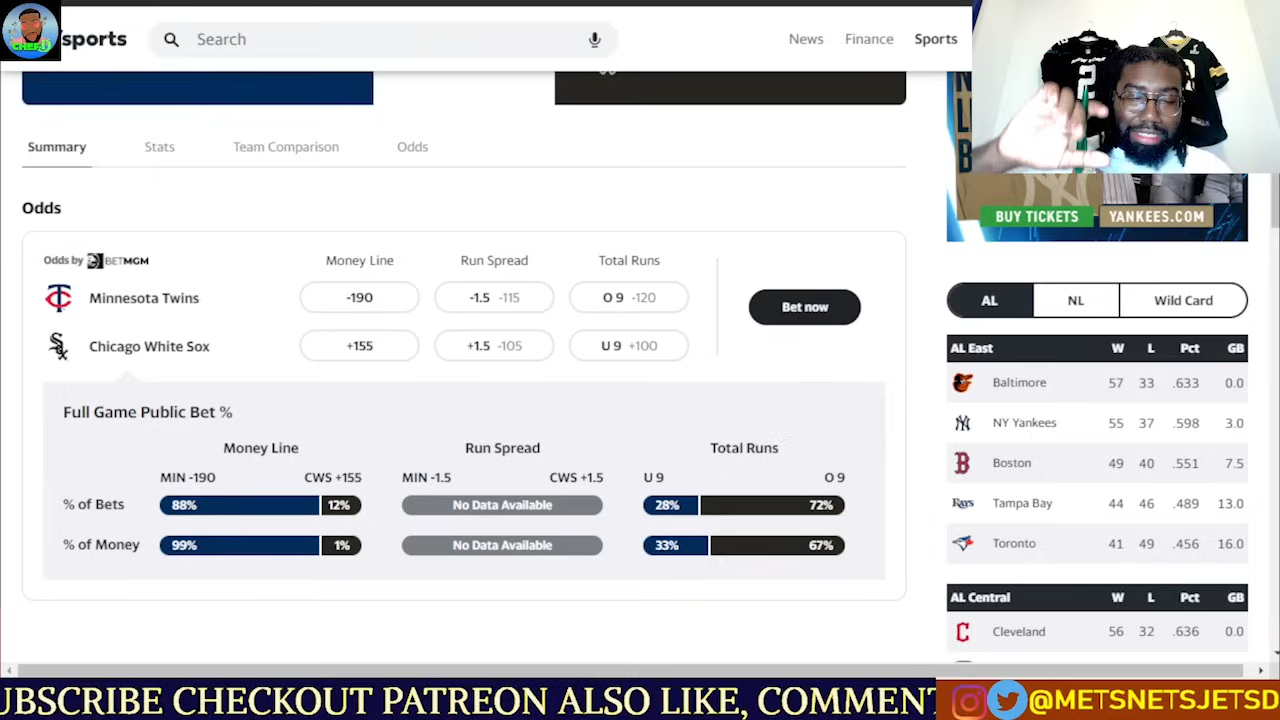 CHEF
sports
Search
News Finance Sports
2
NLB
BUY TICKETS YANKEES.COM
Summary Stats Team Comparison Odds
Odds
Odds by BETMGM Money Line Run Spread Total Runs
Minnesota Twins -190 -1.5 -115 O 9 -120
Chicago White Sox +155 +1.5 -105 U 9 +100
Bet now
Full Game Public Bet %
Money Line Run Spread Total Runs
MIN -190 CWS +155 MIN -1.5 CWS +1.5 U 9 O 9
% of Bets 88% 12% No Data Available 28% 72%
% of Money 99% 1% No Data Available 33% 67%
AL NL Wild Card
AL East W L Pct GB
Baltimore 57 33 .633 0.0
NY Yankees 55 37 .598 3.0
Boston 49 40 .551 7.5
Tampa Bay 44 46 .489 13.0
Toronto 41 49 .456 16.0
AL Central W L Pct GB
Cleveland 56 32 .636 0.0
UBSCRIBE CHECKOUT PATREON ALSO LIKE, COMMENT
@METSNETSJETSD